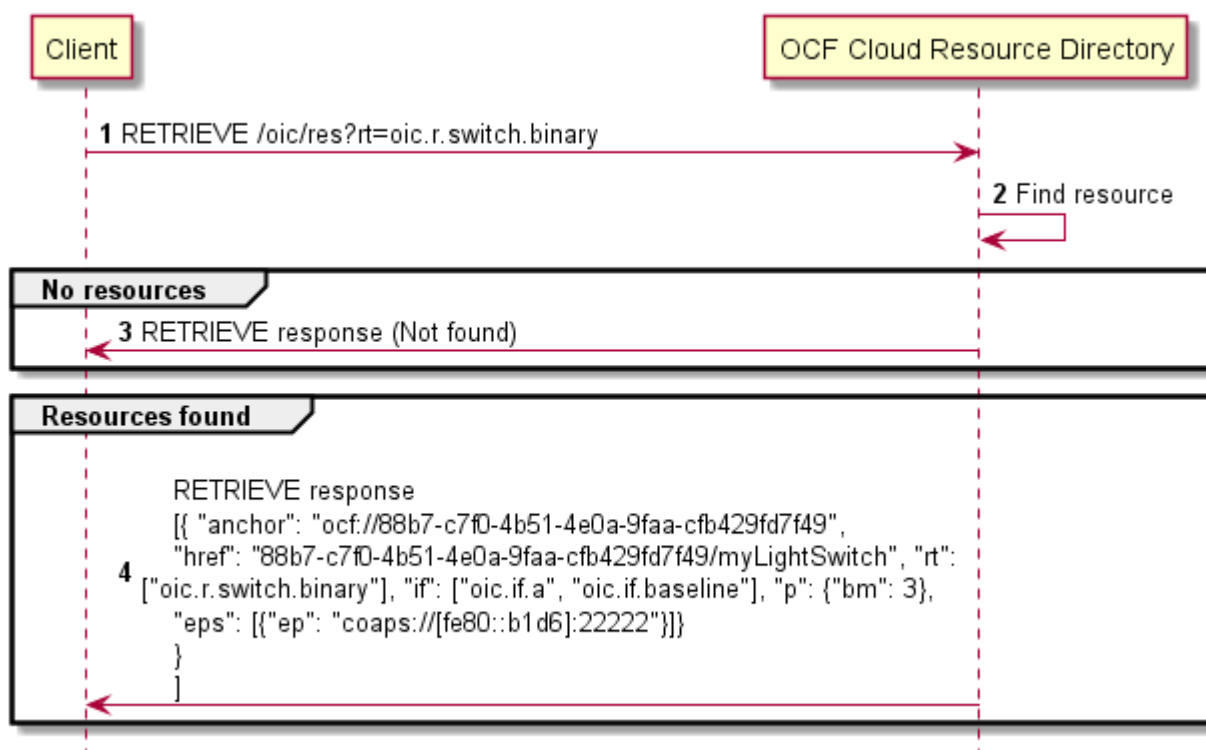 Client
OCF Cloud Resource Directory
1 RETRIEVE /oic/res?rt=oic.r.switch.binary
2 Find resource
No resources
3 RETRIEVE response (Not found)
Resources found
RETRIEVE response
[{ "anchor": "ocf://88b7-c7f0-4b51-4e0a-9faa-cfb429fd7f49",
"href": "88b7-c7f0-4b51-4e0a-9faa-cfb429fd7f49/myLightSwitch", "rt":
4 ["oic.r.switch.binary"], "if": ["oic.if.a", "oic.if.baseline"], "p": {"bm": 3},
"eps": [{"ep": "coaps://[fe80::b1d6]:22222"}]}
}
]